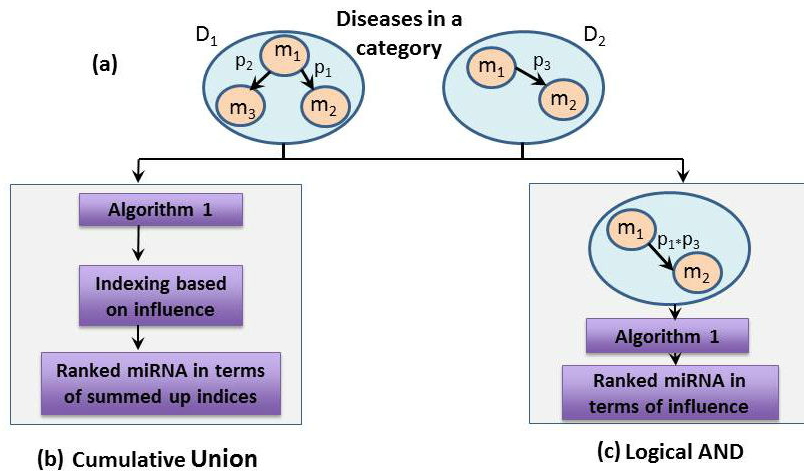 Diseases in a
category
(a)
D1
m1
p2
p1
m3
m2
D2
m1
p3
m2
Algorithm 1
Indexing based
on influence
Ranked miRNA in terms
of summed up indices
(b) Cumulative Union
m1
p1*p3
m2
Algorithm 1
Ranked miRNA in
terms of influence
(c) Logical AND